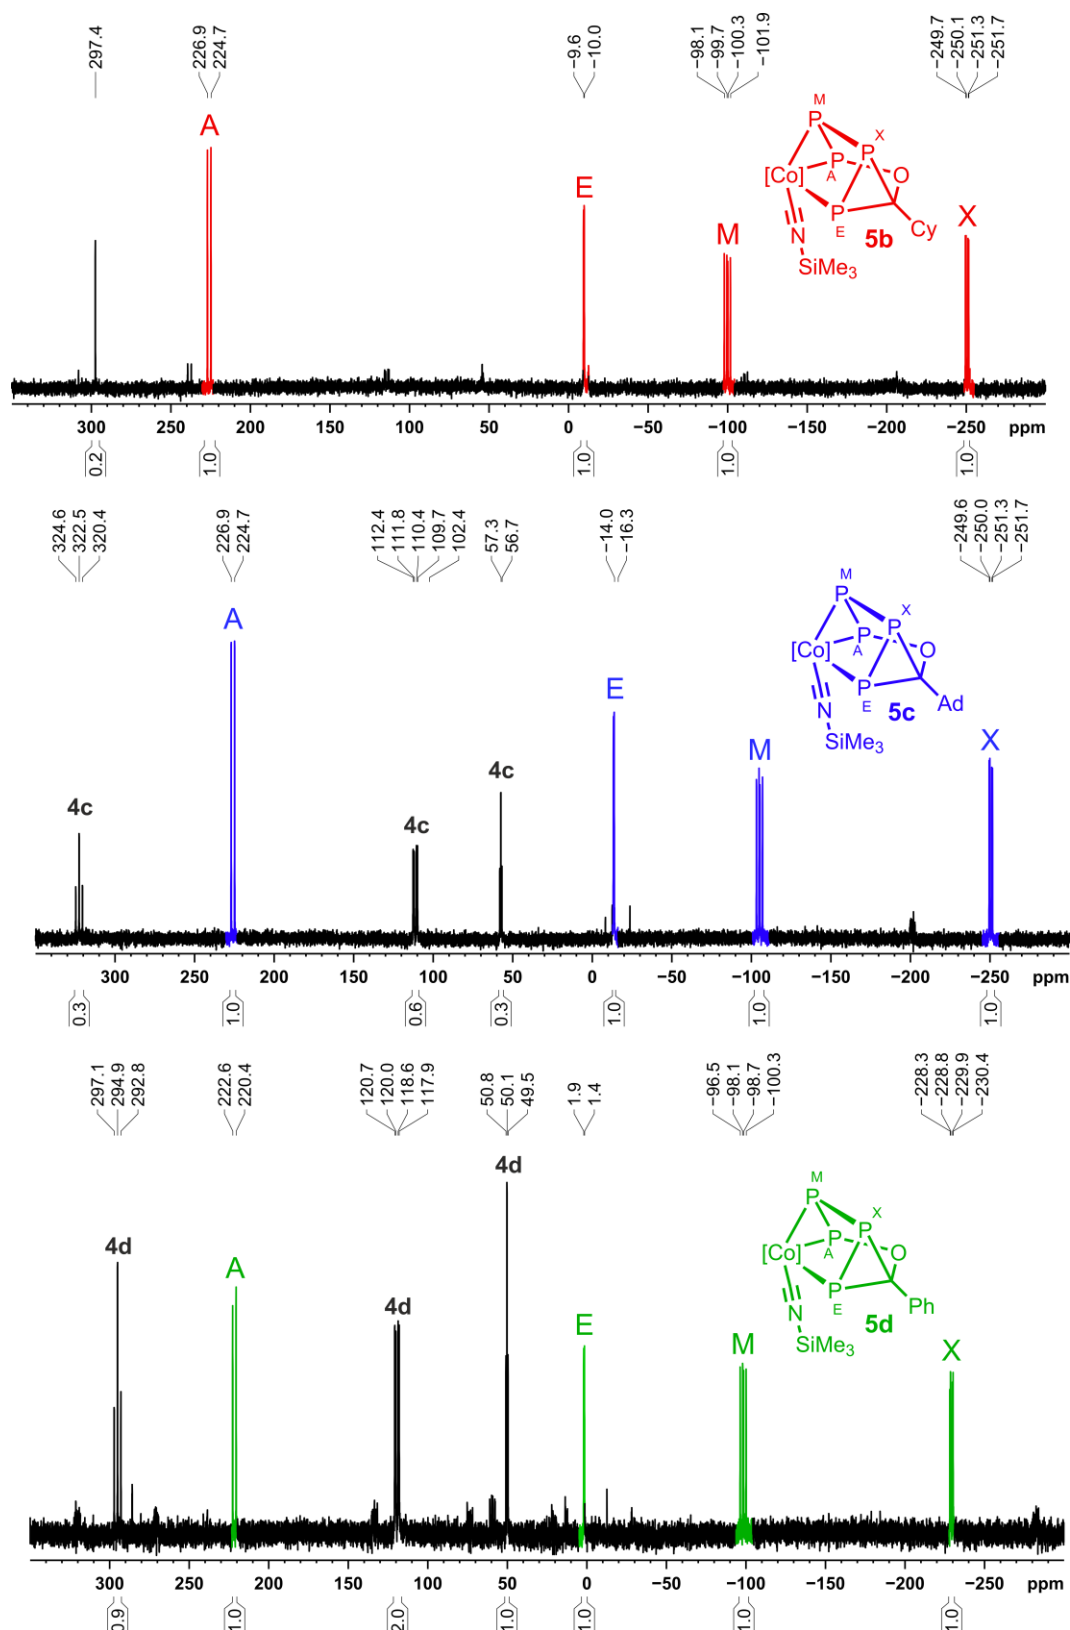 297.4
226.9
224.7
−9.6
−10.0
−98.1
−99.7
−100.3
−101.9
−249.7
−250.1
−251.3
−251.7
A
E
M
X
M
P
X
P
[Co]
P
A
O
P
E
5b
Cy
N
SiMe3
300 250 200 150 100 50 0 −50 −100 −150 −200 −250 ppm
0.2
1.0
1.0
1.0
1.0
324.6
322.5
320.4
226.9
224.7
112.4
111.8
110.4
109.7
102.4
57.3
56.7
−14.0
−16.3
−249.6
−250.0
−251.3
−251.7
4c
A
4c
4c
E
M
X
M
P
X
P
[Co]
P
A
O
P
E
5c
Ad
N
SiMe3
300 250 200 150 100 50 0 −50 −100 −150 −200 −250 ppm
0.3
1.0
0.6
0.3
1.0
1.0
1.0
297.1
294.9
292.8
222.6
220.4
120.7
120.0
118.6
117.9
50.8
50.1
49.5
1.9
1.4
−96.5
−98.1
−98.7
−100.3
−228.3
−228.8
−229.9
−230.4
4d
A
4d
4d
E
M
X
M
P
X
P
[Co]
P
A
O
P
E
5d
Ph
N
SiMe3
300 250 200 150 100 50 0 −50 −100 −150 −200 −250 ppm
0.9
1.0
2.0
1.0
1.0
1.0
1.0